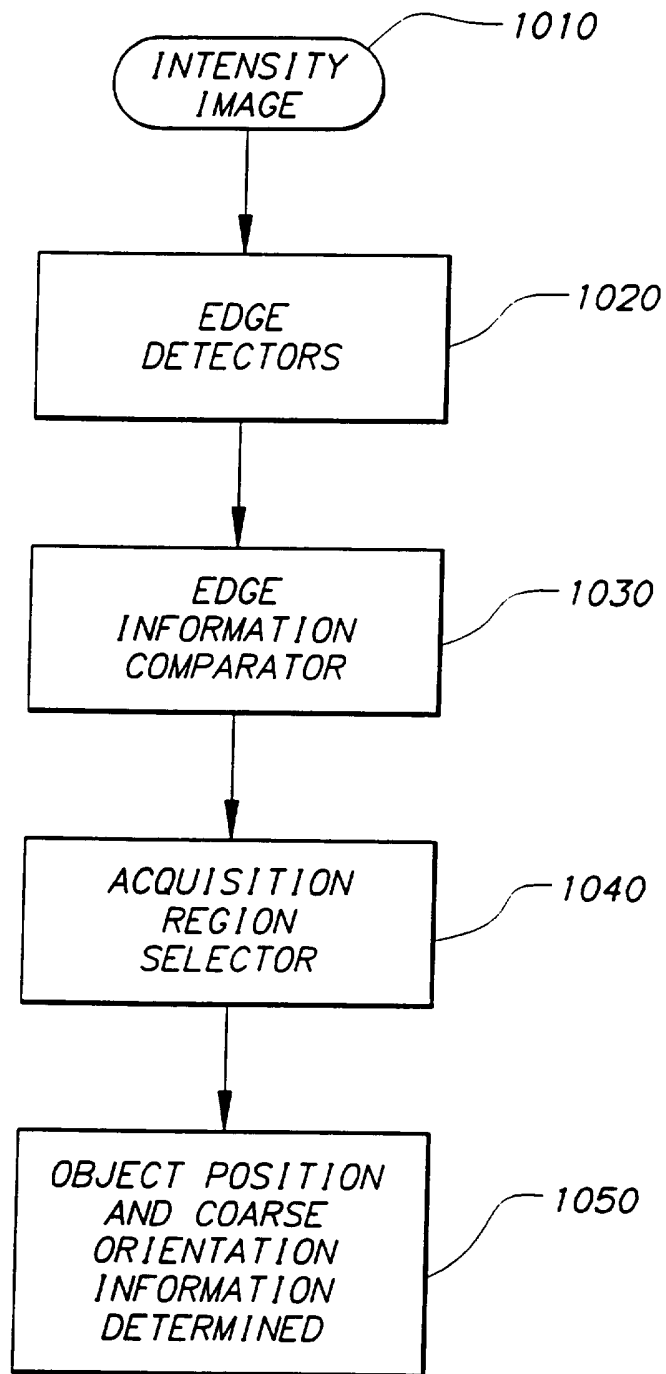 1010
INTENSITY
IMAGE
1020
EDGE
DETECTORS
1030
EDGE
INFORMATION
COMPARATOR
1040
ACQUISITION
REGION
SELECTOR
1050
OBJECT POSITION
AND COARSE
ORIENTATION
INFORMATION
DETERMINED